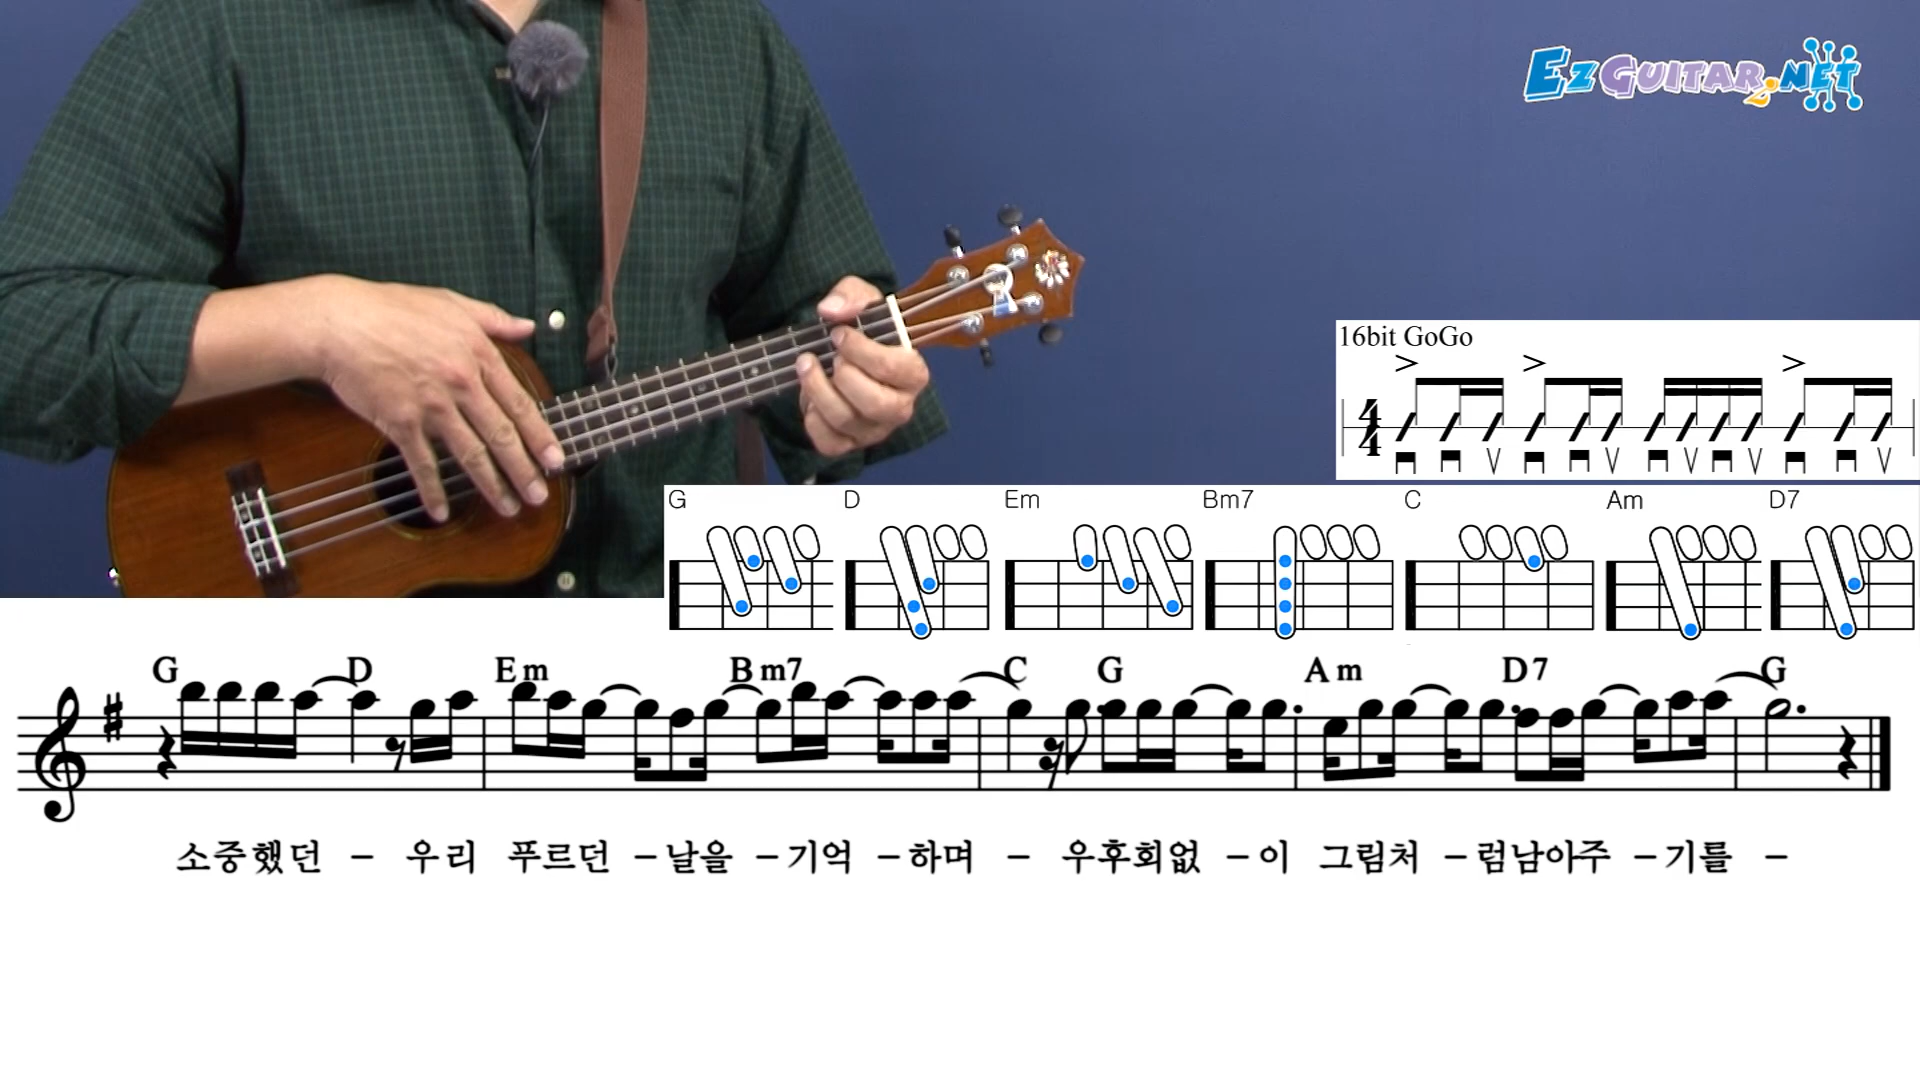 EzGuitar.NET
16bit GoGo
G D Em Bm7 C Am D7
G D Em Bm7 C G Am D7 G
소중했던 - 우리 푸르던 -날을 -기억 -하며 - 우후회없 -이 그림처 -럼남아주 -기를 -